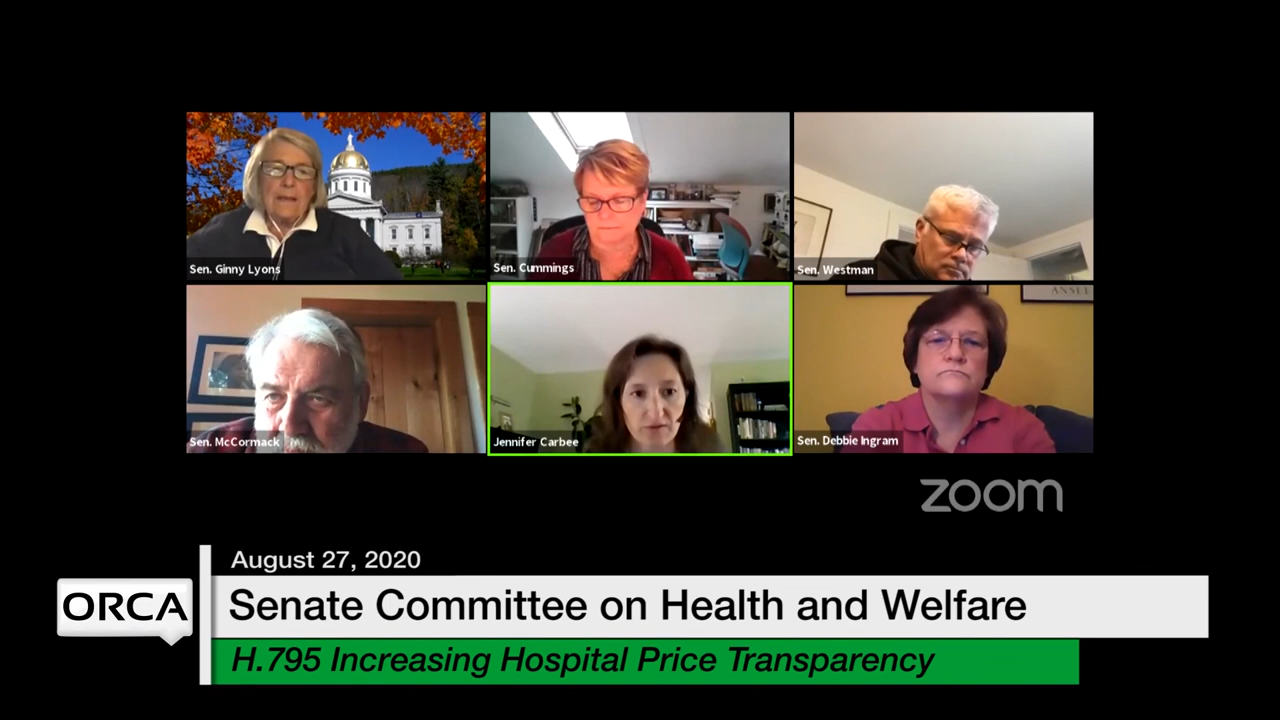 Sen. Ginny Lyons
Sen. Cummings
Sen. Westman
ANSEL
Sen. McCormack
Jennifer Carbee
Sen. Debbie Ingram
zoom
August 27, 2020
ORCA
Senate Committee on Health and Welfare
H.795 Increasing Hospital Price Transparency